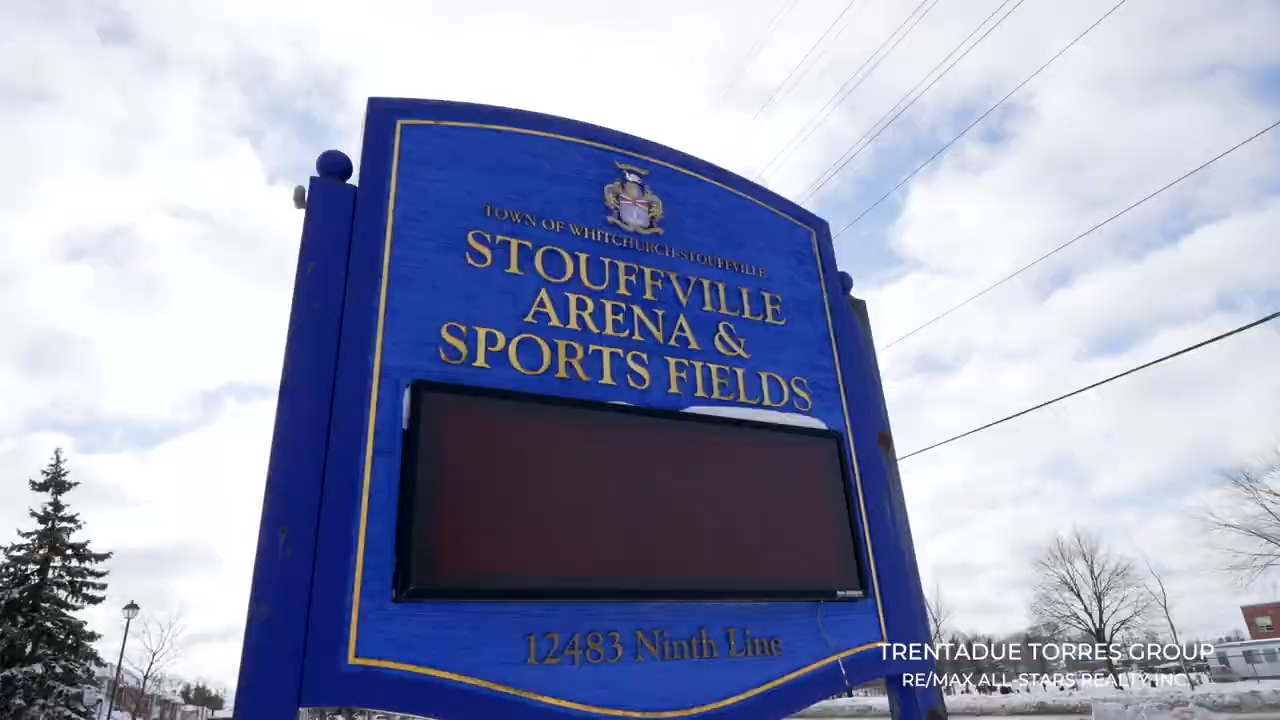 TOWN OF WHITCHURCH-STOUFFVILLE
STOUFFVILLE
ARENA &
SPORTS FIELDS
12483 Ninth Line
TRENTADUE TORRES GROUP
RE/MAX ALL-STARS REALTY INC.